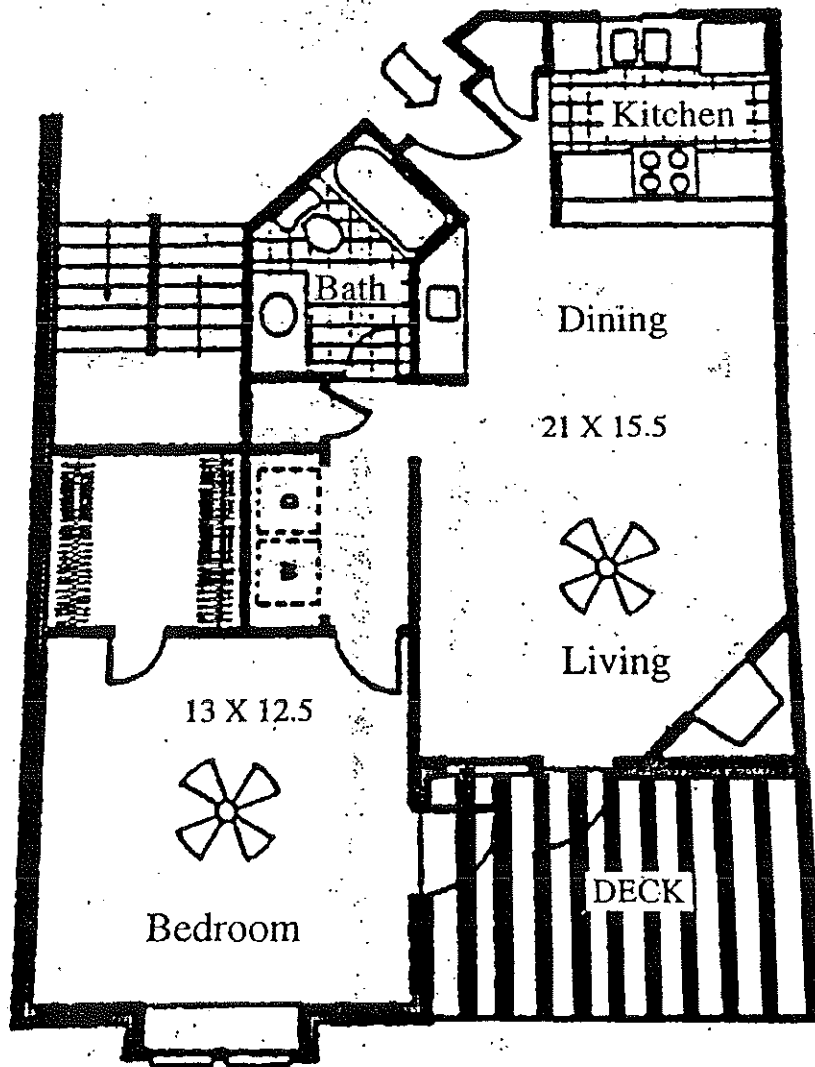 Kitchen
Bath
Dining
21 X 15.5
Living
13 X 12.5
Bedroom
DECK